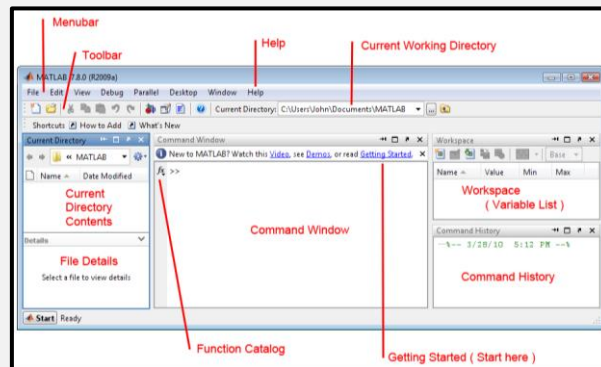 Menubar
Toolbar
Help
Current Working Directory
MATLAB 7.8.0 (R2009a)
File Edit View Debug Parallel Desktop Window Help
Current Directory: C:\Users\John\Documents\MATLAB
Shortcuts How to Add What's New
Current Directory
Command Window
Workspace
« MATLAB
New to MATLAB? Watch this Video, see Demos, or read Getting Started.
Base
Name Date Modified
fx >>
Name Value Min Max
Current
Directory
Contents
Workspace
( Variable List )
Command Window
Command History
Details
--%-- 3/28/10 5:12 PM --%
File Details
Select a file to view details
Command History
Start Ready
Function Catalog
Getting Started ( Start here )